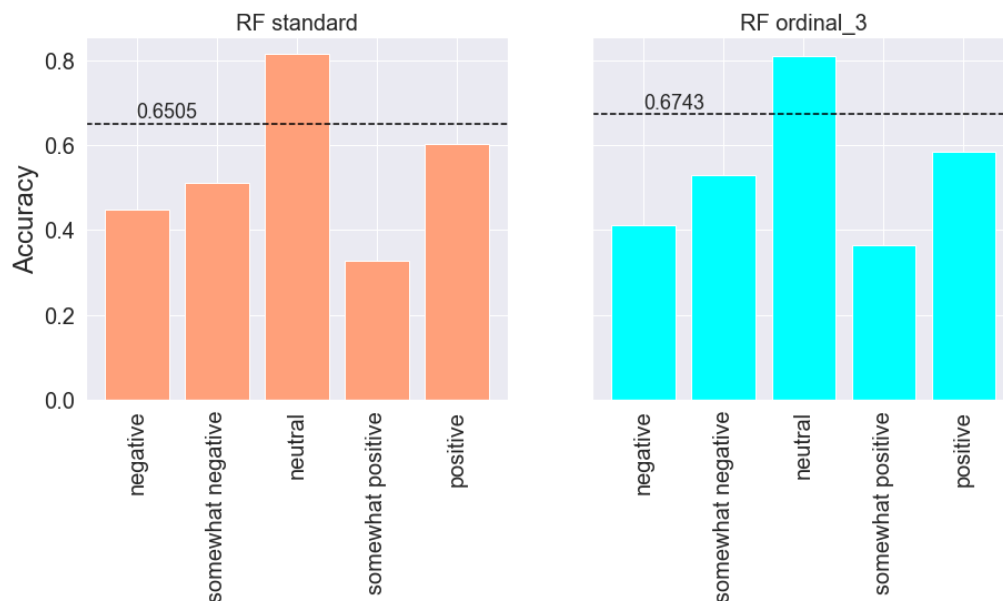 RF standard
RF ordinal_3
Accuracy
0.8
0.6
0.4
0.2
0.0
0.6505
0.6743
negative
somewhat negative
neutral
somewhat positive
positive
negative
somewhat negative
neutral
somewhat positive
positive